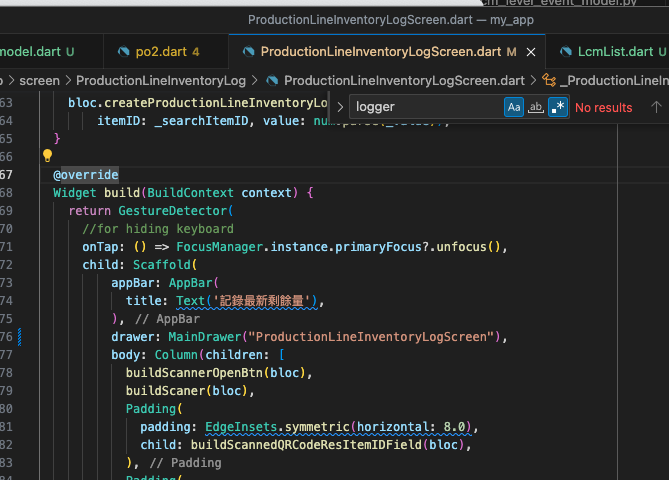 cm_level_event_model.py
ProductionLineInventoryLogScreen.dart — my_app
model.dart U
po2.dart 4
ProductionLineInventoryLogScreen.dart M
LcmList.dart U
> screen > ProductionLineInventoryLog > ProductionLineInventoryLogScreen.dart > _ProductionLineIn
logger
Aa
ab
.*
No results
63 bloc.createProductionLineInventoryLo
64 itemID: _searchItemID, value:
65 }
66
67 @override
68 Widget build(BuildContext context) {
69 return GestureDetector(
70 //for hiding keyboard
71 onTap: () => FocusManager.instance.primaryFocus?.unfocus(),
72 child: Scaffold(
73 appBar: AppBar(
74 title: Text('記錄最新剩餘量'),
75 ), // AppBar
76 drawer: MainDrawer("ProductionLineInventoryLogScreen"),
77 body: Column(children: [
78 buildScannerOpenBtn(bloc),
79 buildScaner(bloc),
80 Padding(
81 padding: EdgeInsets.symmetric(horizontal: 8.0),
82 child: buildScannedQRCodeResItemIDField(bloc),
83 ), // Padding
84 Padding(